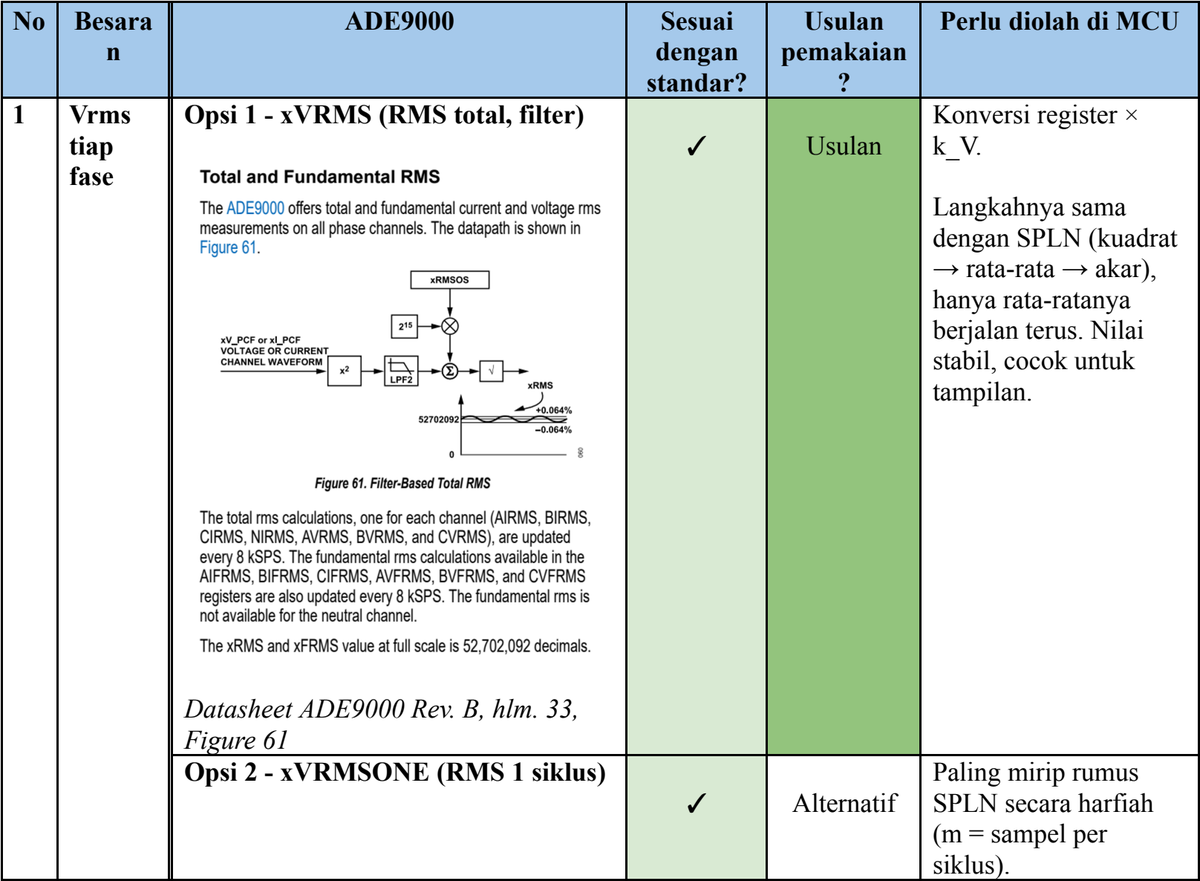 No
Besara
n
ADE9000
Sesuai
dengan
standar?
Usulan
pemakaian
?
Perlu diolah di MCU
1
Vrms
tiap
fase
Opsi 1 - xVRMS (RMS total, filter)
Total and Fundamental RMS
The ADE9000 offers total and fundamental current and voltage rms
measurements on all phase channels. The datapath is shown in
Figure 61.
xRMSOS
2¹⁵
xV_PCF or xI_PCF
VOLTAGE OR CURRENT
CHANNEL WAVEFORM
x²
LPF2
Σ
√
xRMS
+0.064%
52702092
–0.064%
0
060
Figure 61. Filter-Based Total RMS
The total rms calculations, one for each channel (AIRMS, BIRMS,
CIRMS, NIRMS, AVRMS, BVRMS, and CVRMS), are updated
every 8 kSPS. The fundamental rms calculations available in the
AIFRMS, BIFRMS, CIFRMS, AVFRMS, BVFRMS, and CVFRMS
registers are also updated every 8 kSPS. The fundamental rms is
not available for the neutral channel.
The xRMS and xFRMS value at full scale is 52,702,092 decimals.
Datasheet ADE9000 Rev. B, hlm. 33,
Figure 61
✓
Usulan
Konversi register ×
k_V.
Langkahnya sama
dengan SPLN (kuadrat
→ rata-rata → akar),
hanya rata-ratanya
berjalan terus. Nilai
stabil, cocok untuk
tampilan.
Opsi 2 - xVRMSONE (RMS 1 siklus)
✓
Alternatif
Paling mirip rumus
SPLN secara harfiah
(m = sampel per
siklus).